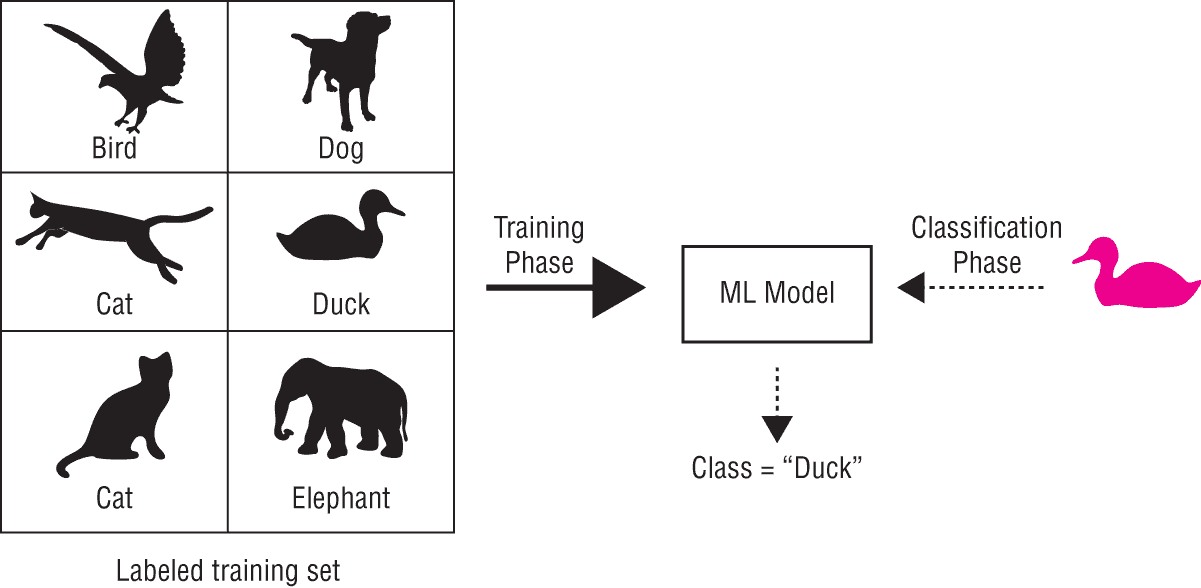 Bird
Dog
Cat
Duck
Cat
Elephant
Labeled training set
Training
Phase
ML Model
Class = “Duck”
Classification
Phase